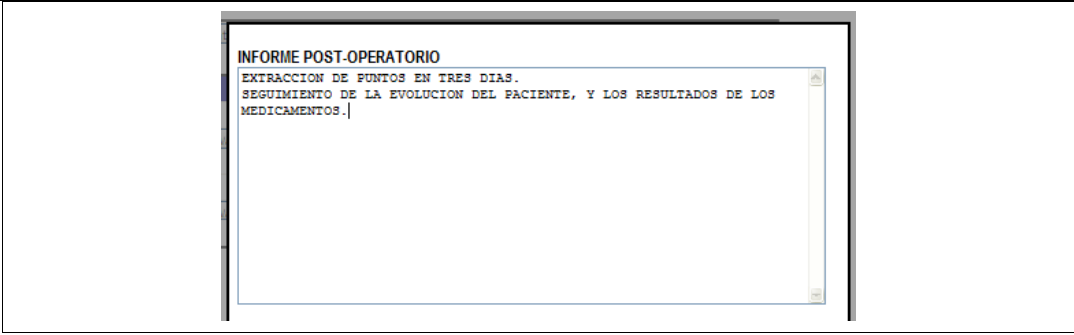 INFORME POST-OPERATORIO
EXTRACCION DE PUNTOS EN TRES DIAS.
SEGUIMIENTO DE LA EVOLUCION DEL PACIENTE, Y LOS RESULTADOS DE LOS
MEDICAMENTOS.